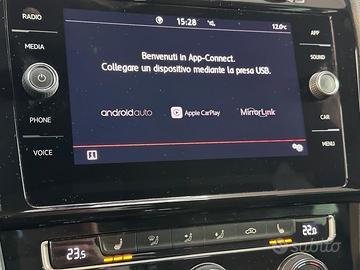 RADIO
15:28
12.0°C
APP
MEDIA
Benvenuti in App-Connect.
Collegare un dispositivo mediante la presa USB.
SOUND
androidauto
Apple CarPlay
MirrorLink
PHONE
CAR
VOICE
MENU
23.5
22.0
subito